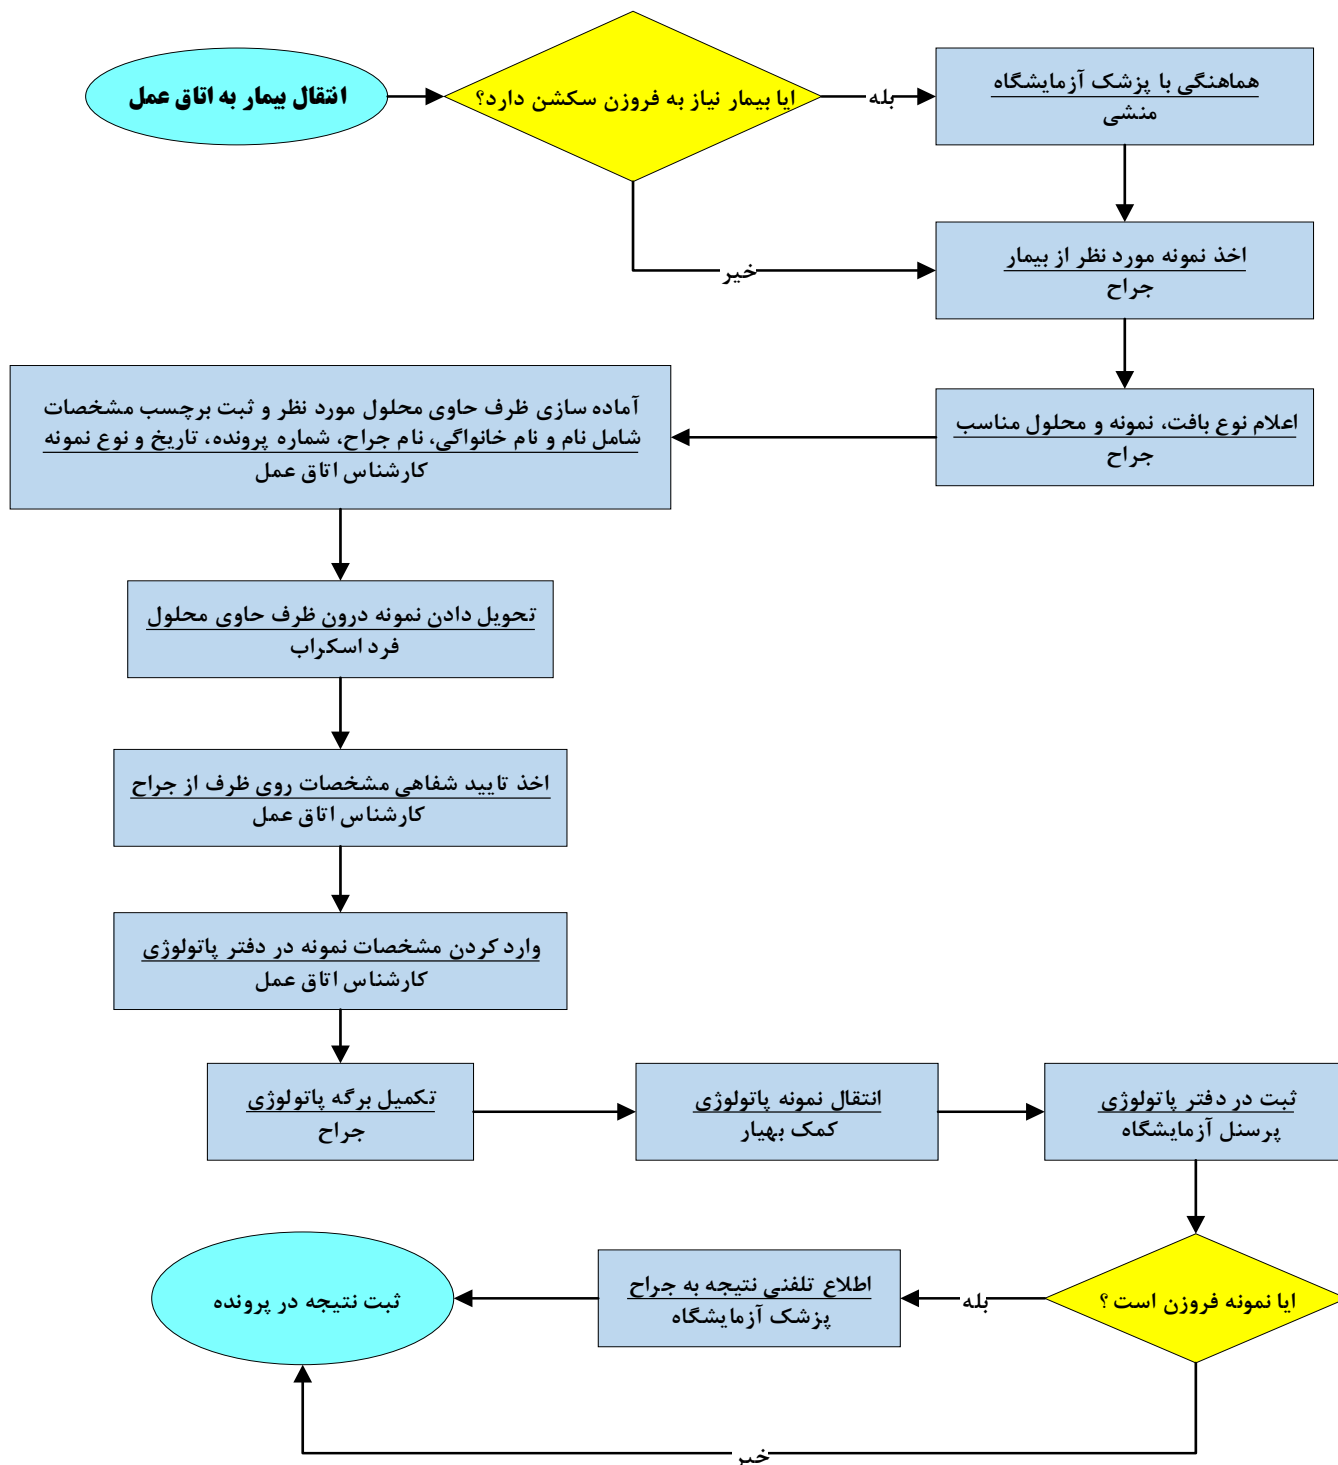 انتقال بیمار به اتاق عمل
ایا بیمار نیاز به فروزن سکشن دارد؟
بله
هماهنگی با پزشک آزمایشگاه
منشی
خیر
اخذ نمونه مورد نظر از بیمار
جراح
اعلام نوع بافت، نمونه و محلول مناسب
جراح
آماده سازی ظرف حاوی محلول مورد نظر و ثبت برچسب مشخصات
شامل نام و نام خانواگی، نام جراح، شماره پرونده، تاریخ و نوع نمونه
کارشناس اتاق عمل
تحویل دادن نمونه درون ظرف حاوی محلول
فرد اسکراب
اخذ تایید شفاهی مشخصات روی ظرف از جراح
کارشناس اتاق عمل
وارد کردن مشخصات نمونه در دفتر پاتولوژی
کارشناس اتاق عمل
تکمیل برگه پاتولوژی
جراح
انتقال نمونه پاتولوژی
کمک بهیار
ثبت در دفتر پاتولوژی
پرسنل آزمایشگاه
ایا نمونه فروزن است ؟
بله
اطلاع تلفنی نتیجه به جراح
پزشک آزمایشگاه
ثبت نتیجه در پرونده
خیر